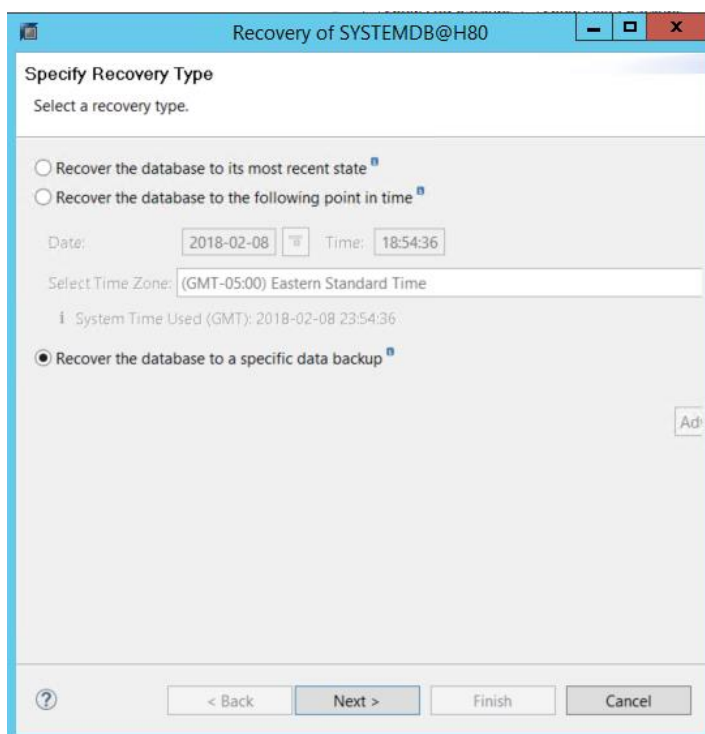 Recovery of SYSTEMDB@H80
Specify Recovery Type
Select a recovery type.
Recover the database to its most recent state
Recover the database to the following point in time
Date: 2018-02-08 Time: 18:54:36
Select Time Zone: (GMT-05:00) Eastern Standard Time
i System Time Used (GMT): 2018-02-08 23:54:36
Recover the database to a specific data backup
Ad
< Back Next > Finish Cancel